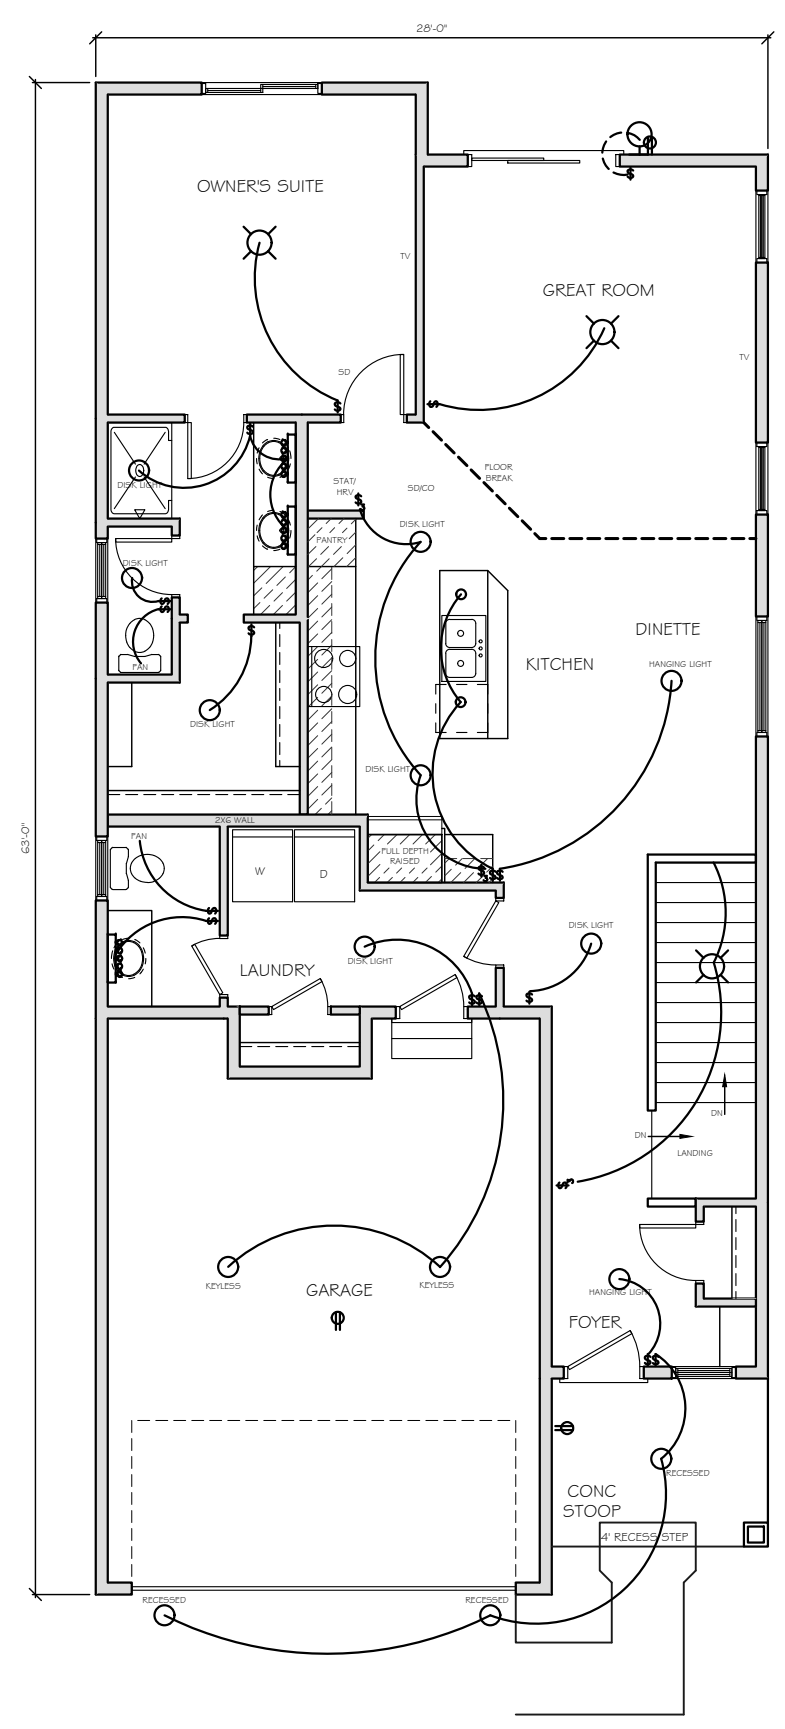 28'-0"
OWNER'S SUITE
TV
GREAT ROOM
TV
SD
FLOOR
BREAK
STAT/
HRV
SD/CO
DISK LIGHT
DISK LIGHT
PANTRY
DISK LIGHT
DINETTE
KITCHEN
HANGING LIGHT
FAN
DISK LIGHT
DISK LIGHT
2X6 WALL
63'-0"
FAN
FULL DEPTH
RAISED
W
D
DISK LIGHT
DISK LIGHT
LAUNDRY
DN
DN
LANDING
KEYLESS
KEYLESS
GARAGE
HANGING LIGHT
FOYER
RECESSED
CONC
STOOP
4' RECESS STEP
RECESSED
RECESSED